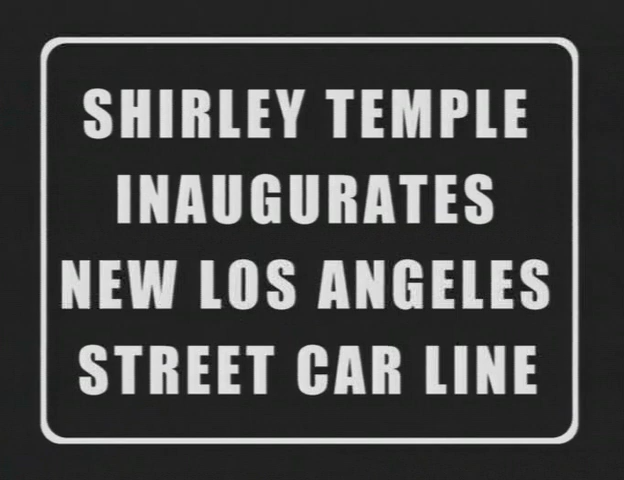 SHIRLEY TEMPLE
INAUGURATES
NEW LOS ANGELES
STREET CAR LINE